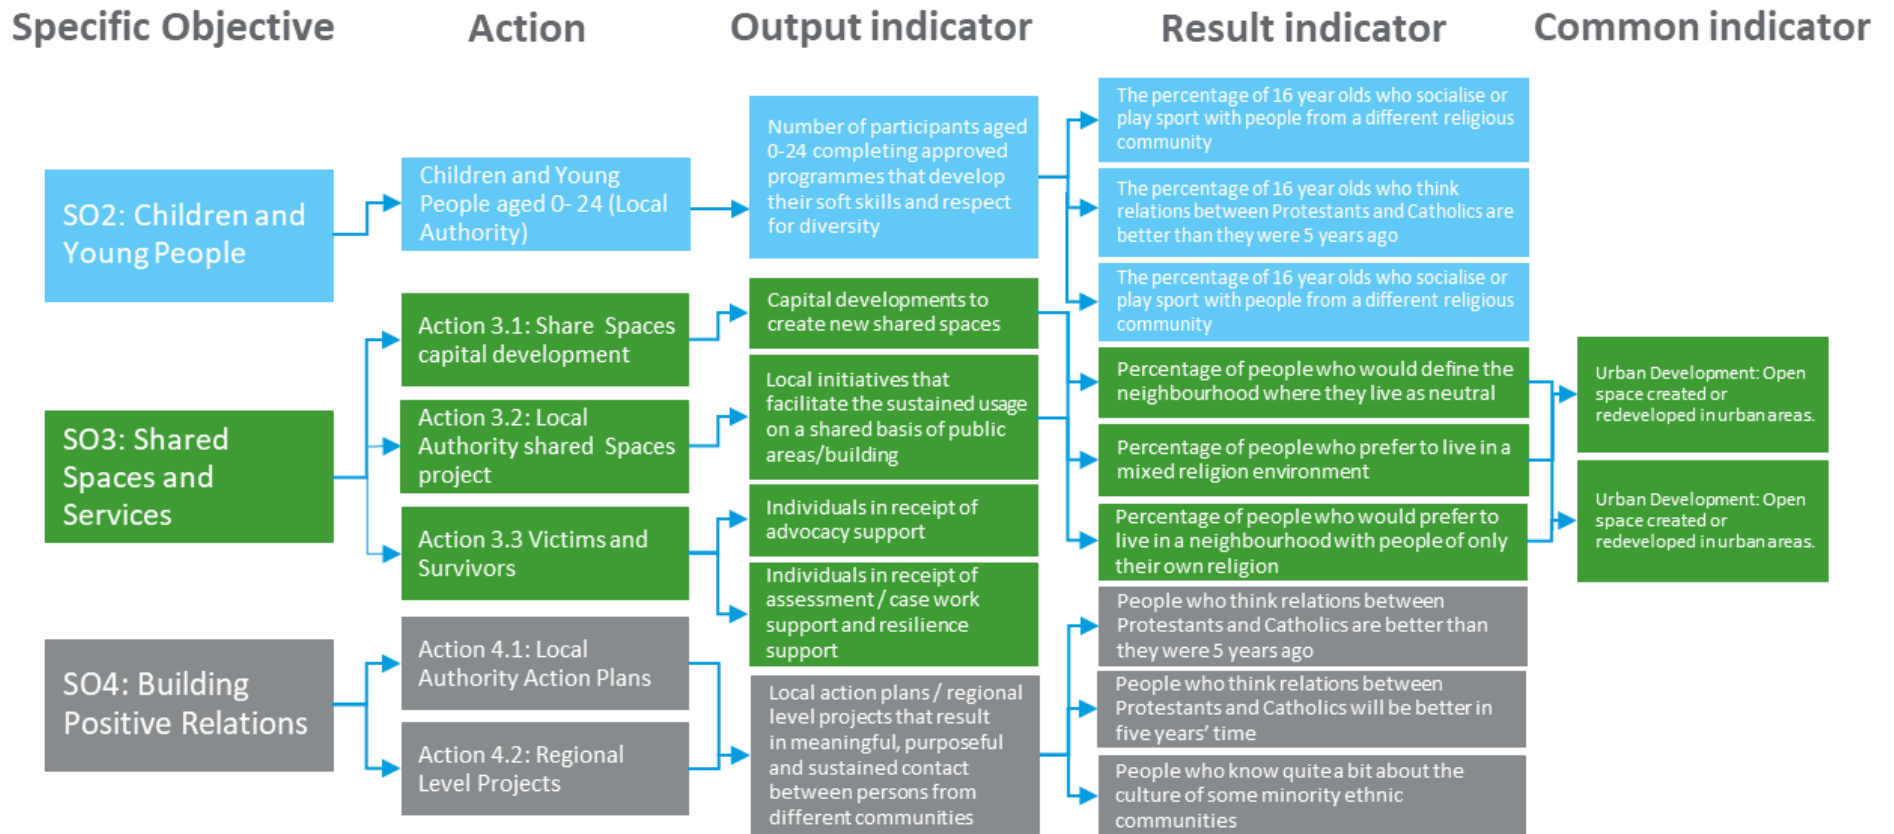 Specific Objective
Action
Output indicator
Result indicator
Common indicator
SO2: Children and
Young People
Children and Young
People aged 0- 24 (Local
Authority)
Number of participants aged
0-24 completing approved
programmes that develop
their soft skills and respect
for diversity
The percentage of 16 year olds who socialise or
play sport with people from a different religious
community
The percentage of 16 year olds who think
relations between Protestants and Catholics are
better than they were 5 years ago
The percentage of 16 year olds who socialise or
play sport with people from a different religious
community
SO3: Shared
Spaces and
Services
Action 3.1: Share Spaces
capital development
Action 3.2: Local
Authority shared Spaces
project
Action 3.3 Victims and
Survivors
Capital developments to
create new shared spaces
Local initiatives that
facilitate the sustained usage
on a shared basis of public
areas/building
Individuals in receipt of
advocacy support
Individuals in receipt of
assessment / case work
support and resilience
support
Percentage of people who would define the
neighbourhood where they live as neutral
Percentage of people who prefer to live in a
mixed religion environment
Percentage of people who would prefer to
live in a neighbourhood with people of only
their own religion
Urban Development: Open
space created or
redeveloped in urban areas.
Urban Development: Open
space created or
redeveloped in urban areas.
SO4: Building
Positive Relations
Action 4.1: Local
Authority Action Plans
Action 4.2: Regional
Level Projects
Local action plans / regional
level projects that result
in meaningful, purposeful
and sustained contact
between persons from
different communities
People who think relations between
Protestants and Catholics are better than
they were 5 years ago
People who think relations between
Protestants and Catholics will be better in
five years’ time
People who know quite a bit about the
culture of some minority ethnic
communities